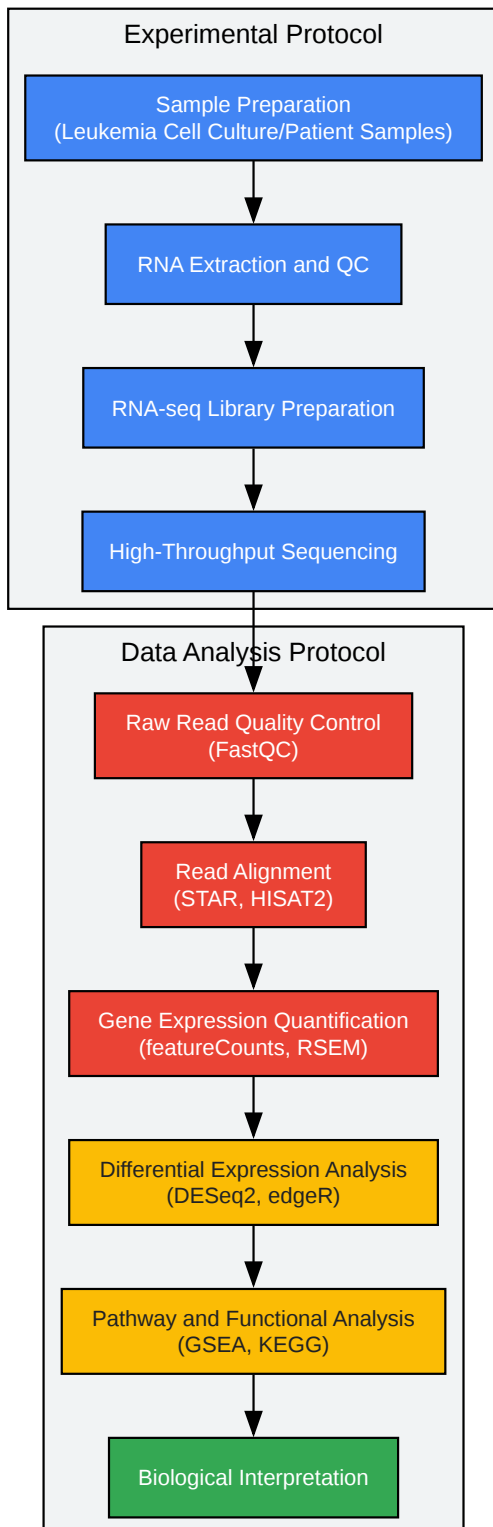 Experimental Protocol
Sample Preparation
(Leukemia Cell Culture/Patient Samples)
RNA Extraction and QC
RNA-seq Library Preparation
High-Throughput Sequencing
Data Analysis Protocol
Raw Read Quality Control
(FastQC)
Read Alignment
(STAR, HISAT2)
Gene Expression Quantification
(featureCounts, RSEM)
Differential Expression Analysis
(DESeq2, edgeR)
Pathway and Functional Analysis
(GSEA, KEGG)
Biological Interpretation